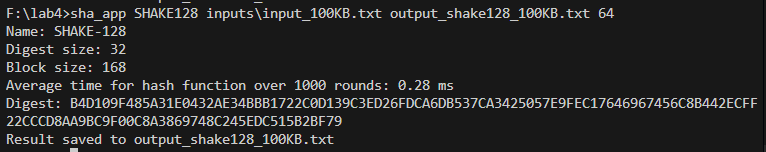 F:\lab4>sha_app SHAKE128 inputs\input_100KB.txt output_shake128_100KB.txt 64
Name: SHAKE-128
Digest size: 32
Block size: 168
Average time for hash function over 1000 rounds: 0.28 ms
Digest: B4D109F485A31E0432AE34BBB1722C0D139C3ED26FDCA6DB537CA3425057E9FEC17646967456C8B442ECFF
22CCCD8AA9BC9F00C8A3869748C245EDC515B2BF79
Result saved to output_shake128_100KB.txt